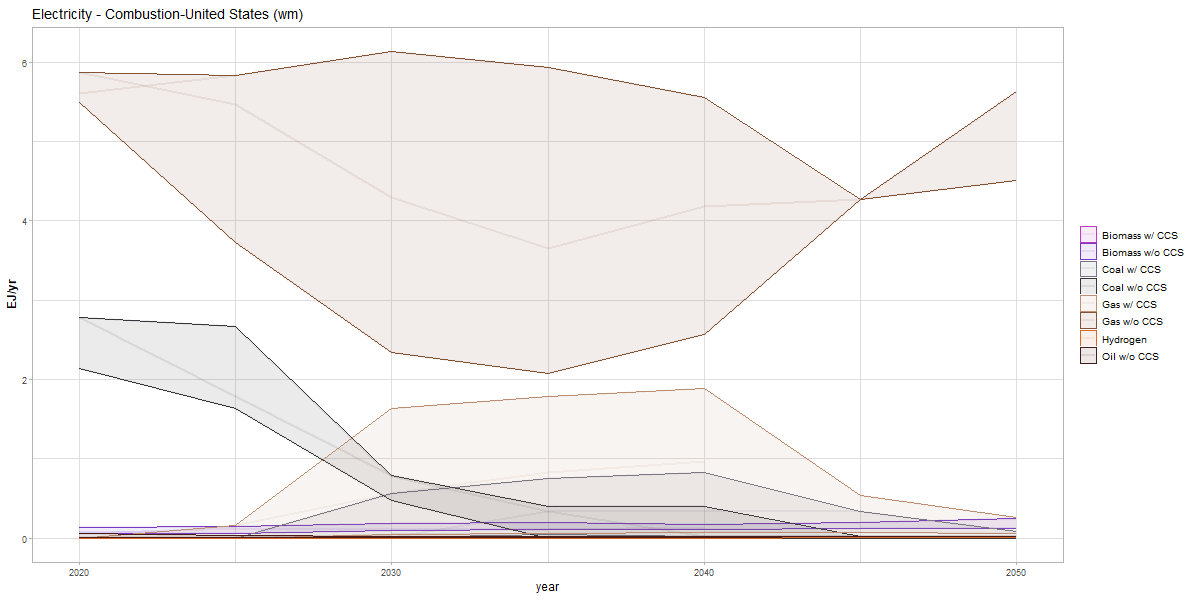 Electricity - Combustion-United States (wm)
EJ/yr
6
4
2
0
2020
2030
2040
2050
year
Biomass w/ CCS
Biomass w/o CCS
Coal w/ CCS
Coal w/o CCS
Gas w/ CCS
Gas w/o CCS
Hydrogen
Oil w/o CCS